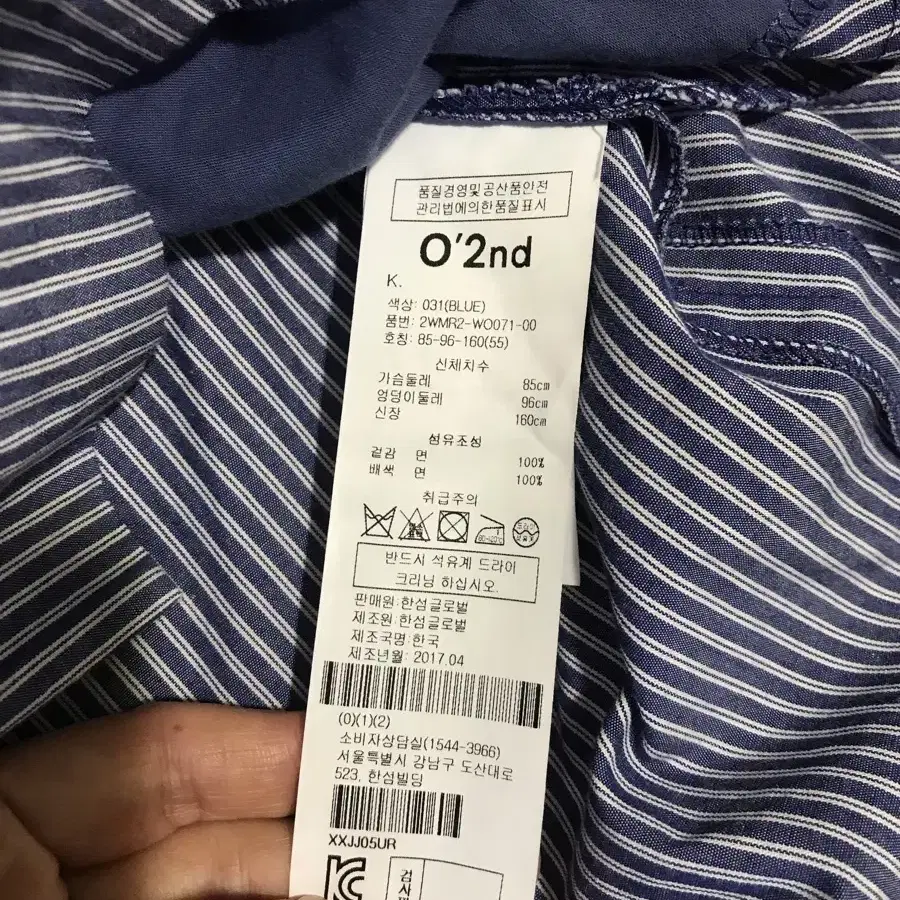 품질경영및공산품안전
관리법에의한품질표시
O'2nd
K.
색상: 031(BLUE)
품번: 2WMR2-WO071-00
호칭: 85-96-160(55)
신체치수
가슴둘레 85cm
엉덩이둘레 96cm
신장 160cm
섬유조성
겉감 면 100%
배색 면 100%
취급주의
반드시 석유계 드라이
크리닝 하십시오.
판매원:한섬글로벌
제조원:한섬글로벌
제조국명:한국
제조년월: 2017.04
(0)(1)(2)
소비자상담실(1544-3966)
서울특별시 강남구 도산대로
523, 한섬빌딩
XXJJ05UR
검사